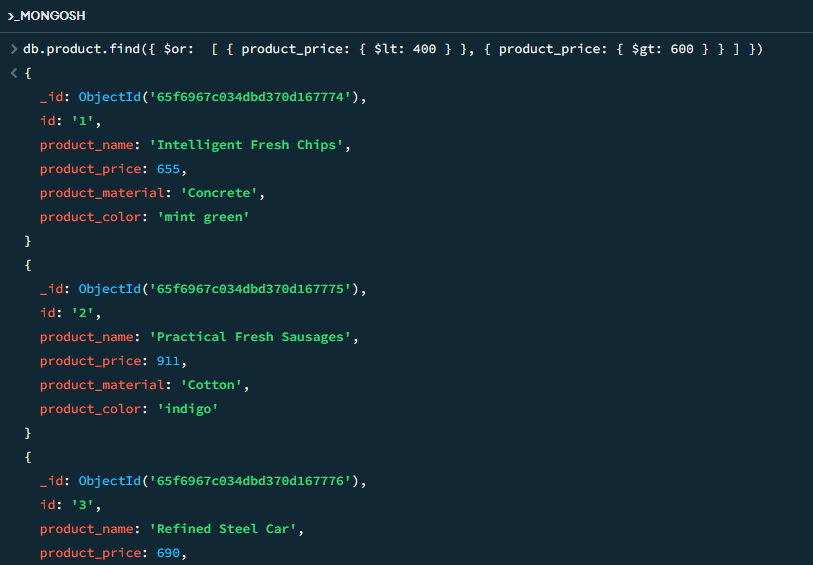 >_MONGOSH
> db.product.find({ $or:  [ { product_price: { $lt: 400 } }, { product_price: { $gt: 600 } } ] })
< {
_id: ObjectId('65f6967c034dbd370d167774'),
id: '1',
product_name: 'Intelligent Fresh Chips',
product_price: 655,
product_material: 'Concrete',
product_color: 'mint green'
}
{
_id: ObjectId('65f6967c034dbd370d167775'),
id: '2',
product_name: 'Practical Fresh Sausages',
product_price: 911,
product_material: 'Cotton',
product_color: 'indigo'
}
{
_id: ObjectId('65f6967c034dbd370d167776'),
id: '3',
product_name: 'Refined Steel Car',
product_price: 690,